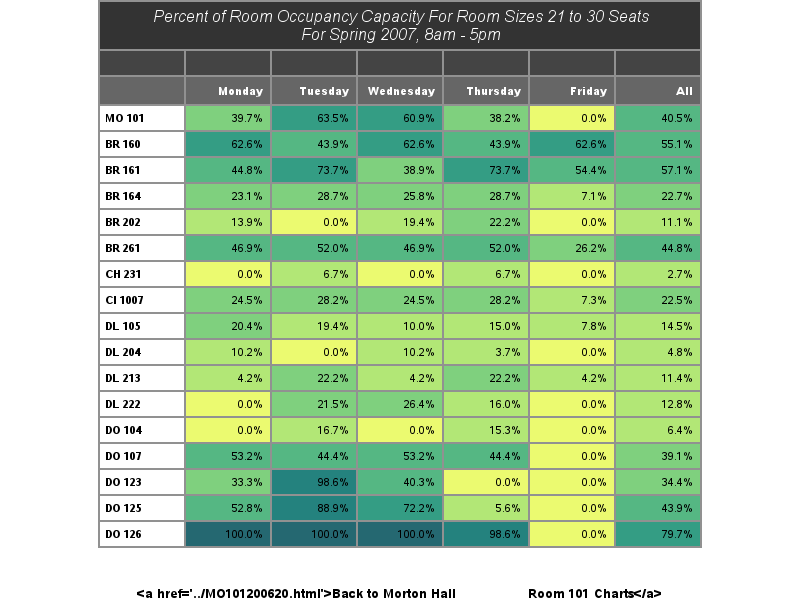 Percent of Room Occupancy Capacity For Room Sizes 21 to 30 Seats
For Spring 2007, 8am - 5pm
Monday Tuesday Wednesday Thursday Friday All
MO 101 39.7% 63.5% 60.9% 38.2% 0.0% 40.5%
BR 160 62.6% 43.9% 62.6% 43.9% 62.6% 55.1%
BR 161 44.8% 73.7% 38.9% 73.7% 54.4% 57.1%
BR 164 23.1% 28.7% 25.8% 28.7% 7.1% 22.7%
BR 202 13.9% 0.0% 19.4% 22.2% 0.0% 11.1%
BR 261 46.9% 52.0% 46.9% 52.0% 26.2% 44.8%
CH 231 0.0% 6.7% 0.0% 6.7% 0.0% 2.7%
CI 1007 24.5% 28.2% 24.5% 28.2% 7.3% 22.5%
DL 105 20.4% 19.4% 10.0% 15.0% 7.8% 14.5%
DL 204 10.2% 0.0% 10.2% 3.7% 0.0% 4.8%
DL 213 4.2% 22.2% 4.2% 22.2% 4.2% 11.4%
DL 222 0.0% 21.5% 26.4% 16.0% 0.0% 12.8%
DO 104 0.0% 16.7% 0.0% 15.3% 0.0% 6.4%
DO 107 53.2% 44.4% 53.2% 44.4% 0.0% 39.1%
DO 123 33.3% 98.6% 40.3% 0.0% 0.0% 34.4%
DO 125 52.8% 88.9% 72.2% 5.6% 0.0% 43.9%
DO 126 100.0% 100.0% 100.0% 98.6% 0.0% 79.7%
<a href='../MO101200620.html'>Back to Morton Hall Room 101 Charts</a>